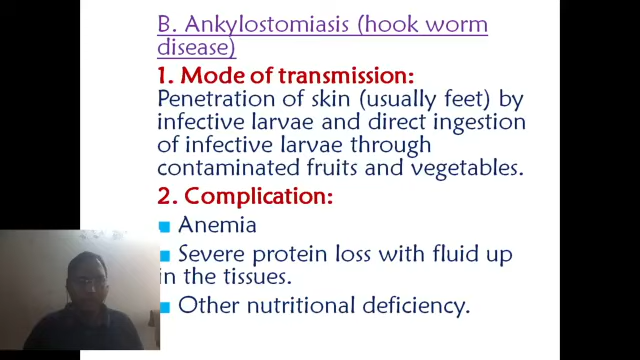 B. Ankylostomiasis (hook worm
disease)
1. Mode of transmission:
Penetration of skin (usually feet) by
infective larvae and direct ingestion
of infective larvae through
contaminated fruits and vegetables.
2. Complication:
Anemia
Severe protein loss with fluid up
in the tissues.
Other nutritional deficiency.